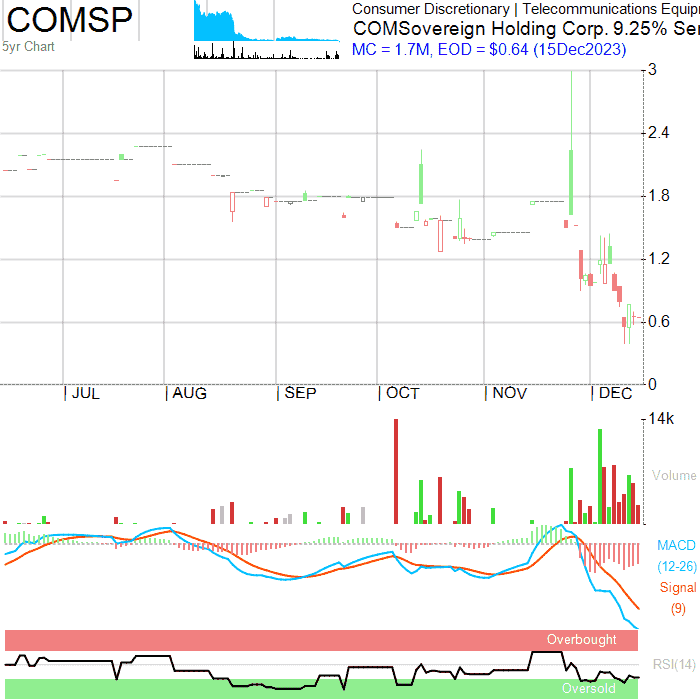 COMSP
5yr Chart
Consumer Discretionary | Telecommunications Equip
COMSovereign Holding Corp. 9.25% Ser
MC = 1.7M, EOD = $0.64 (15Dec2023)
3
2.4
1.8
1.2
0.6
0
| JUL | AUG | SEP | OCT | NOV | DEC
14k
Volume
MACD
(12-26)
Signal
(9)
Overbought
RSI(14)
Oversold